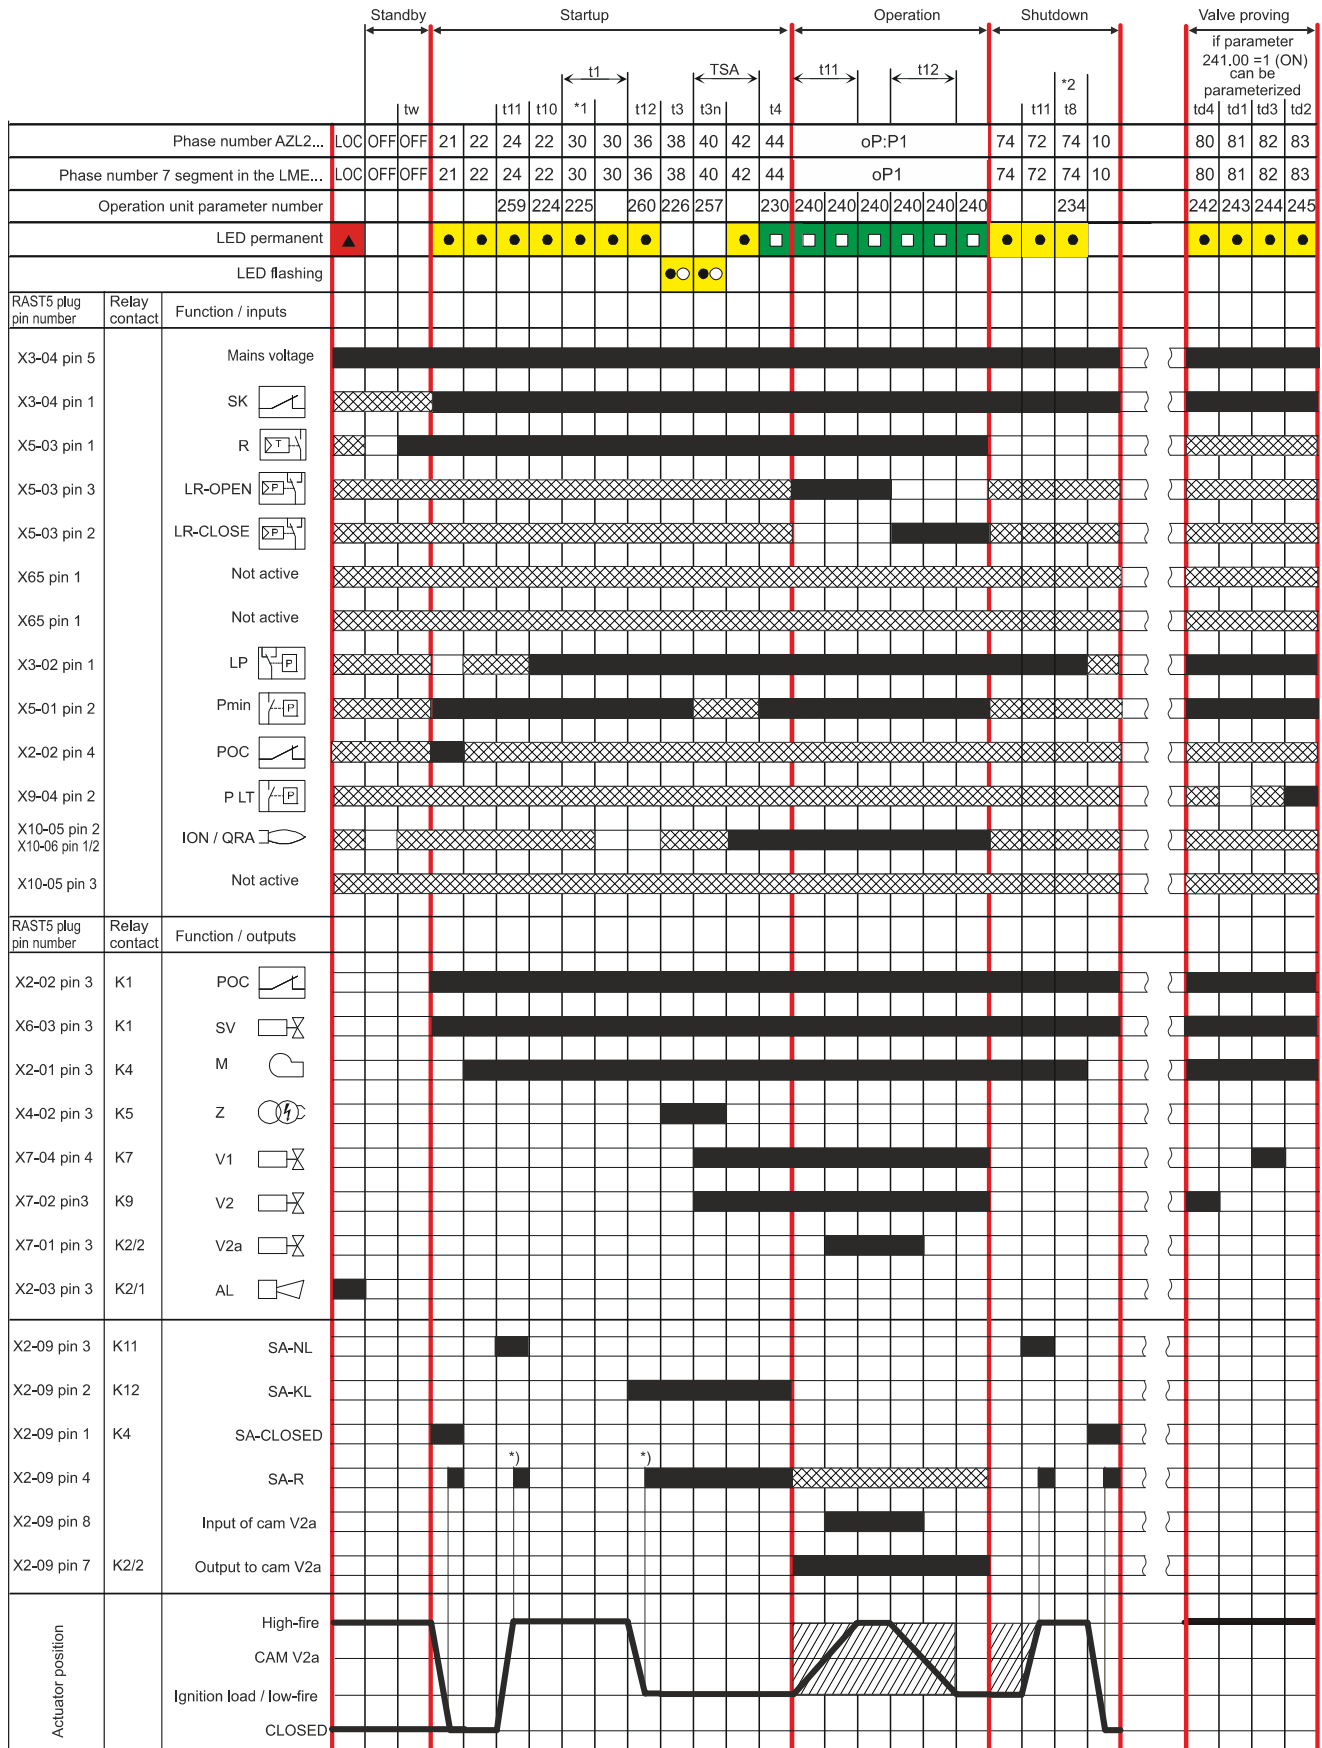 Standby Startup Operation Shutdown Valve proving
if parameter
241.00 =1 (ON)
can be
parameterized
t1 TSA t11 t12 *2
tw t11 t10 *1 t12 t3 t3n t4 t11 t8 td4 td1 td3 td2
Phase number AZL2... LOC OFF OFF 21 22 24 22 30 30 36 38 40 42 44 oP:P1 74 72 74 10 80 81 82 83
Phase number 7 segment in the LME... LOC OFF OFF 21 22 24 22 30 30 36 38 40 42 44 oP1 74 72 74 10 80 81 82 83
Operation unit parameter number 259 224 225 260 226 257 230 240 240 240 240 240 240 234 242 243 244 245
LED permanent
LED flashing
RAST5 plug pin number Relay contact Function / inputs
X3-04 pin 5 Mains voltage
X3-04 pin 1 SK
X5-03 pin 1 R T
X5-03 pin 3 LR-OPEN P
X5-03 pin 2 LR-CLOSE P
X65 pin 1 Not active
X65 pin 1 Not active
X3-02 pin 1 LP P
X5-01 pin 2 Pmin P
X2-02 pin 4 POC
X9-04 pin 2 P LT P
X10-05 pin 2
X10-06 pin 1/2 ION / QRA
X10-05 pin 3 Not active
RAST5 plug pin number Relay contact Function / outputs
X2-02 pin 3 K1 POC
X6-03 pin 3 K1 SV
X2-01 pin 3 K4 M
X4-02 pin 3 K5 Z
X7-04 pin 4 K7 V1
X7-02 pin3 K9 V2
X7-01 pin 3 K2/2 V2a
X2-03 pin 3 K2/1 AL
X2-09 pin 3 K11 SA-NL
X2-09 pin 2 K12 SA-KL
X2-09 pin 1 K4 SA-CLOSED
*) *)
X2-09 pin 4 SA-R
X2-09 pin 8 Input of cam V2a
X2-09 pin 7 K2/2 Output to cam V2a
Actuator position
High-fire
CAM V2a
Ignition load / low-fire
CLOSED